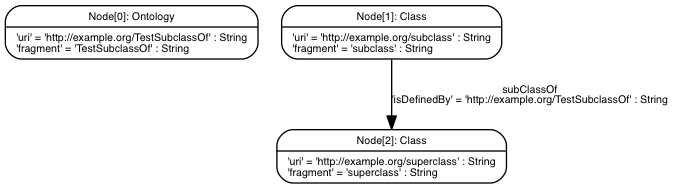 Node[0]: Ontology
'uri' = 'http://example.org/TestSubclassOf' : String
'fragment' = 'TestSubclassOf' : String
Node[1]: Class
'uri' = 'http://example.org/subclass' : String
'fragment' = 'subclass' : String
subClassOf
'isDefinedBy' = 'http://example.org/TestSubclassOf' : String
Node[2]: Class
'uri' = 'http://example.org/superclass' : String
'fragment' = 'superclass' : String